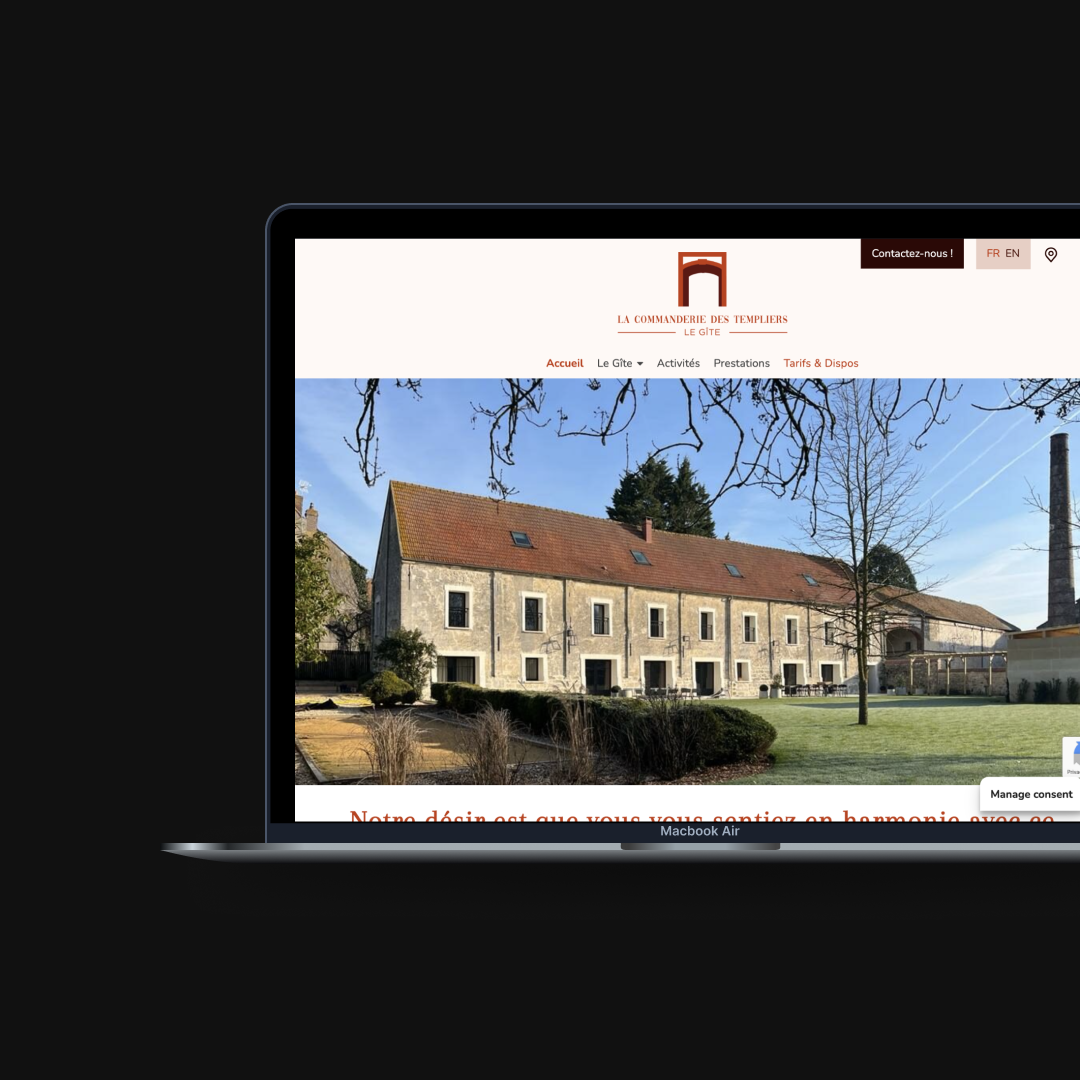 Contactez-nous !
FR EN
LA COMMANDERIE DES TEMPLIERS
LE GÎTE
Accueil Le Gîte Activités Prestations Tarifs & Dispos
Manage consent
Notre désir est que vous vous sentiez en harmonie avec ce
Macbook Air